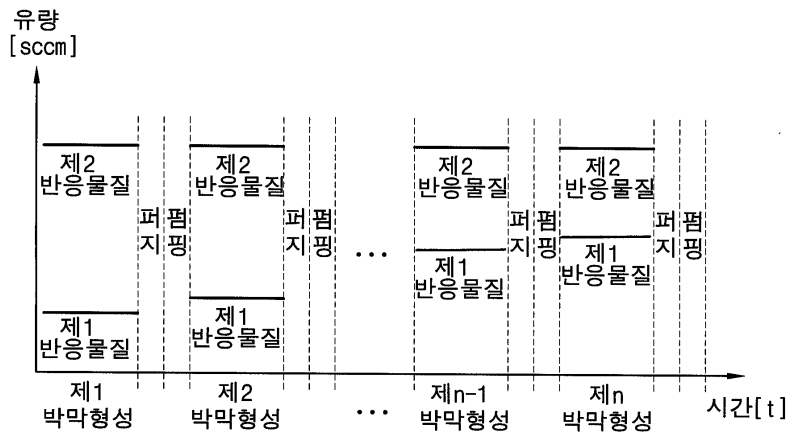 유량
[sccm]
제2
반응물질
제2
반응물질
제2
반응물질
제2
반응물질
퍼지
펌핑
퍼지
펌핑
퍼지
펌핑
퍼지
펌핑
...
제1
반응물질
제1
반응물질
제1
반응물질
제1
반응물질
제1
박막형성
제2
박막형성
...
제n-1
박막형성
제n
박막형성
시간[t]